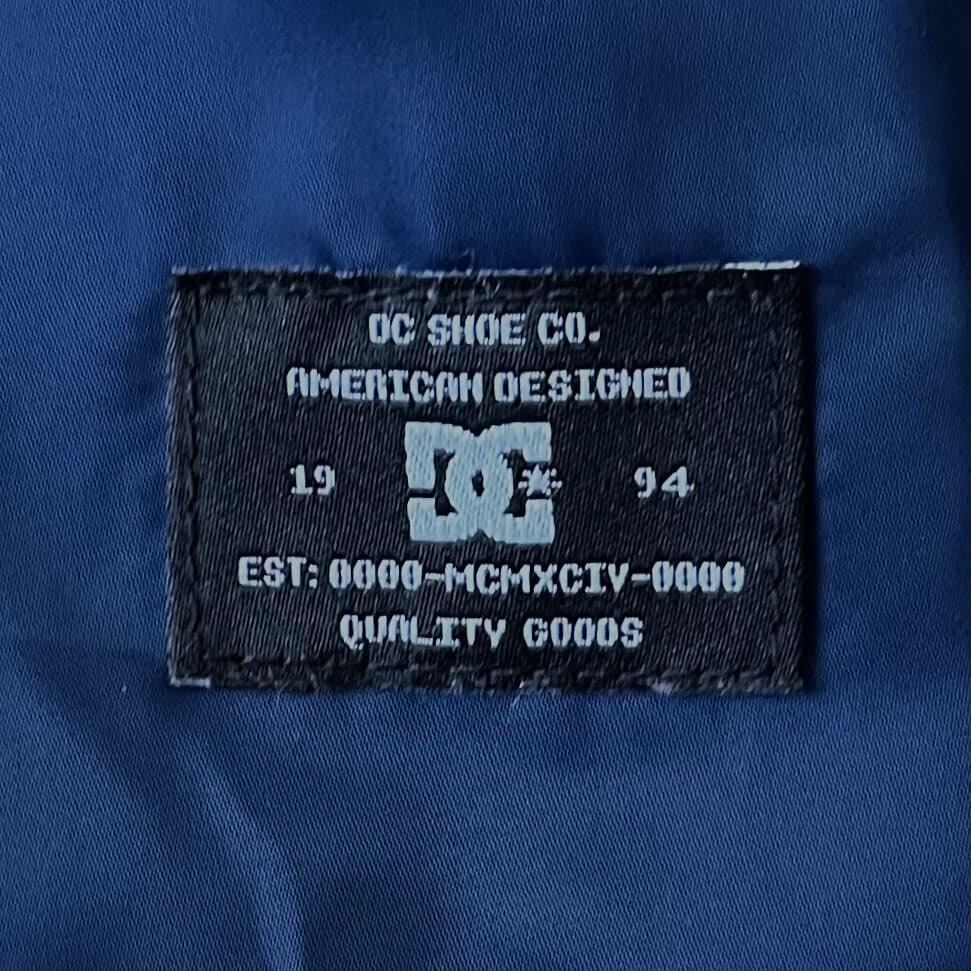 DC SHOE CO.
AMERICAN DESIGNED
19 DC 94
EST: 0000-MCMXCIV-0000
QUALITY GOODS